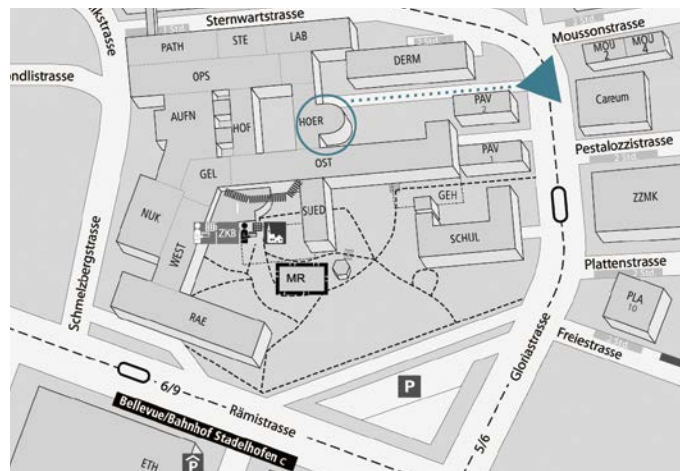 Sternwartstrasse
Moussonstrasse
PATH
STE
LAB
DERM
MOU
2
MOU
4
OPS
Careum
AUFN
HOF
HOER
PAV
2
Pestalozzistrasse
2 Std
OST
PAV
1
GEL
GEH
NUK
SUED
ZZMK
WEST
ZKB
SCHUL
Schmelzbergstrasse
MR
Plattenstrasse
PLA
10
RAE
Gloriastrasse
Freiestrasse
6/9
Rämistrasse
P
Bellevue/Bahnhof Stadelhofen c
5/6
ETH
P